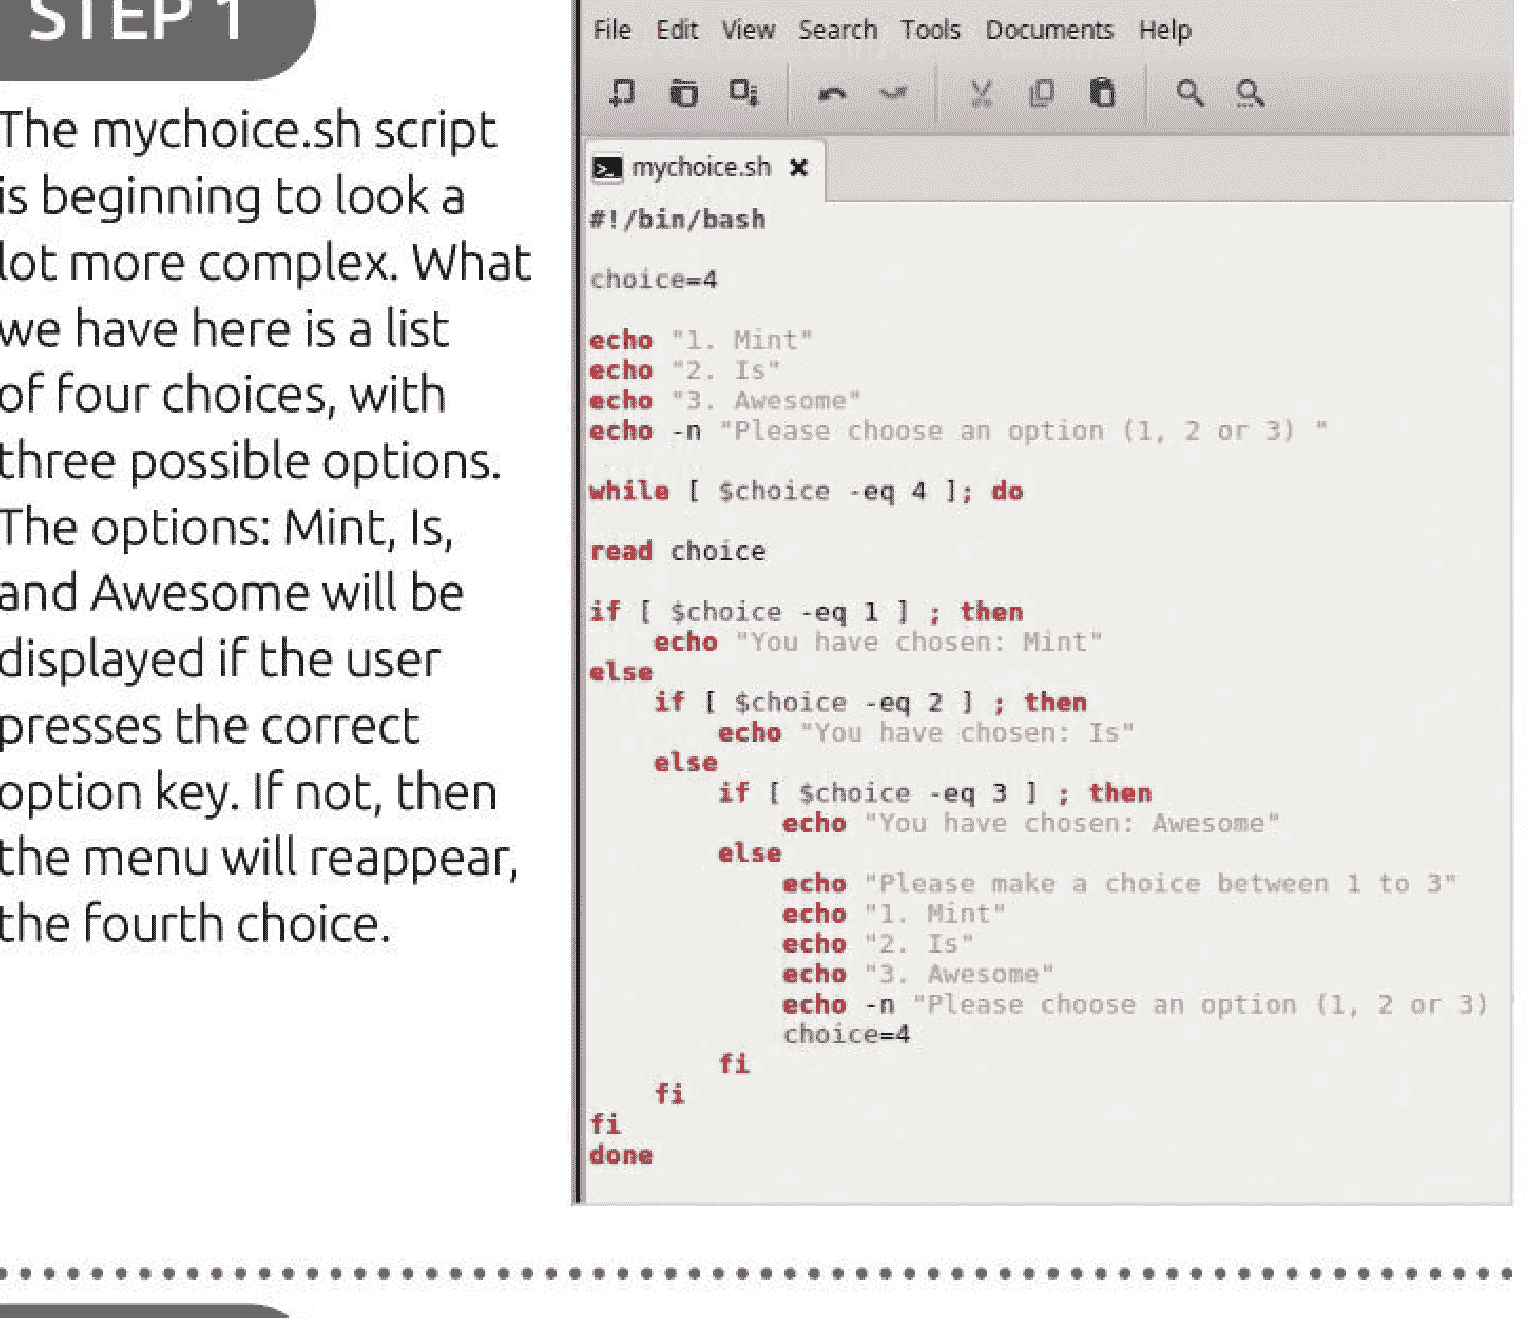 STEP 1
The mychoice.sh script
is beginning to look a
lot more complex. What
we have here is a list
of four choices, with
three possible options.
The options: Mint, Is,
and Awesome will be
displayed if the user
presses the correct
option key. If not, then
the menu will reappear,
the fourth choice.
File Edit View Search Tools Documents Help
mychoice.sh
#!/bin/bash
choice=4
echo "1. Mint"
echo "2. Is"
echo "3. Awesome"
echo -n "Please choose an option (1, 2 or 3) "
while [ $choice -eq 4 ]; do
read choice
if [ $choice -eq 1 ] ; then
    echo "You have chosen: Mint"
else
    if [ $choice -eq 2 ] ; then
        echo "You have chosen: Is"
    else
        if [ $choice -eq 3 ] ; then
            echo "You have chosen: Awesome"
        else
            echo "Please make a choice between 1 to 3"
            echo "1. Mint"
            echo "2. Is"
            echo "3. Awesome"
            echo -n "Please choose an option (1, 2 or 3)
            choice=4
        fi
    fi
fi
done